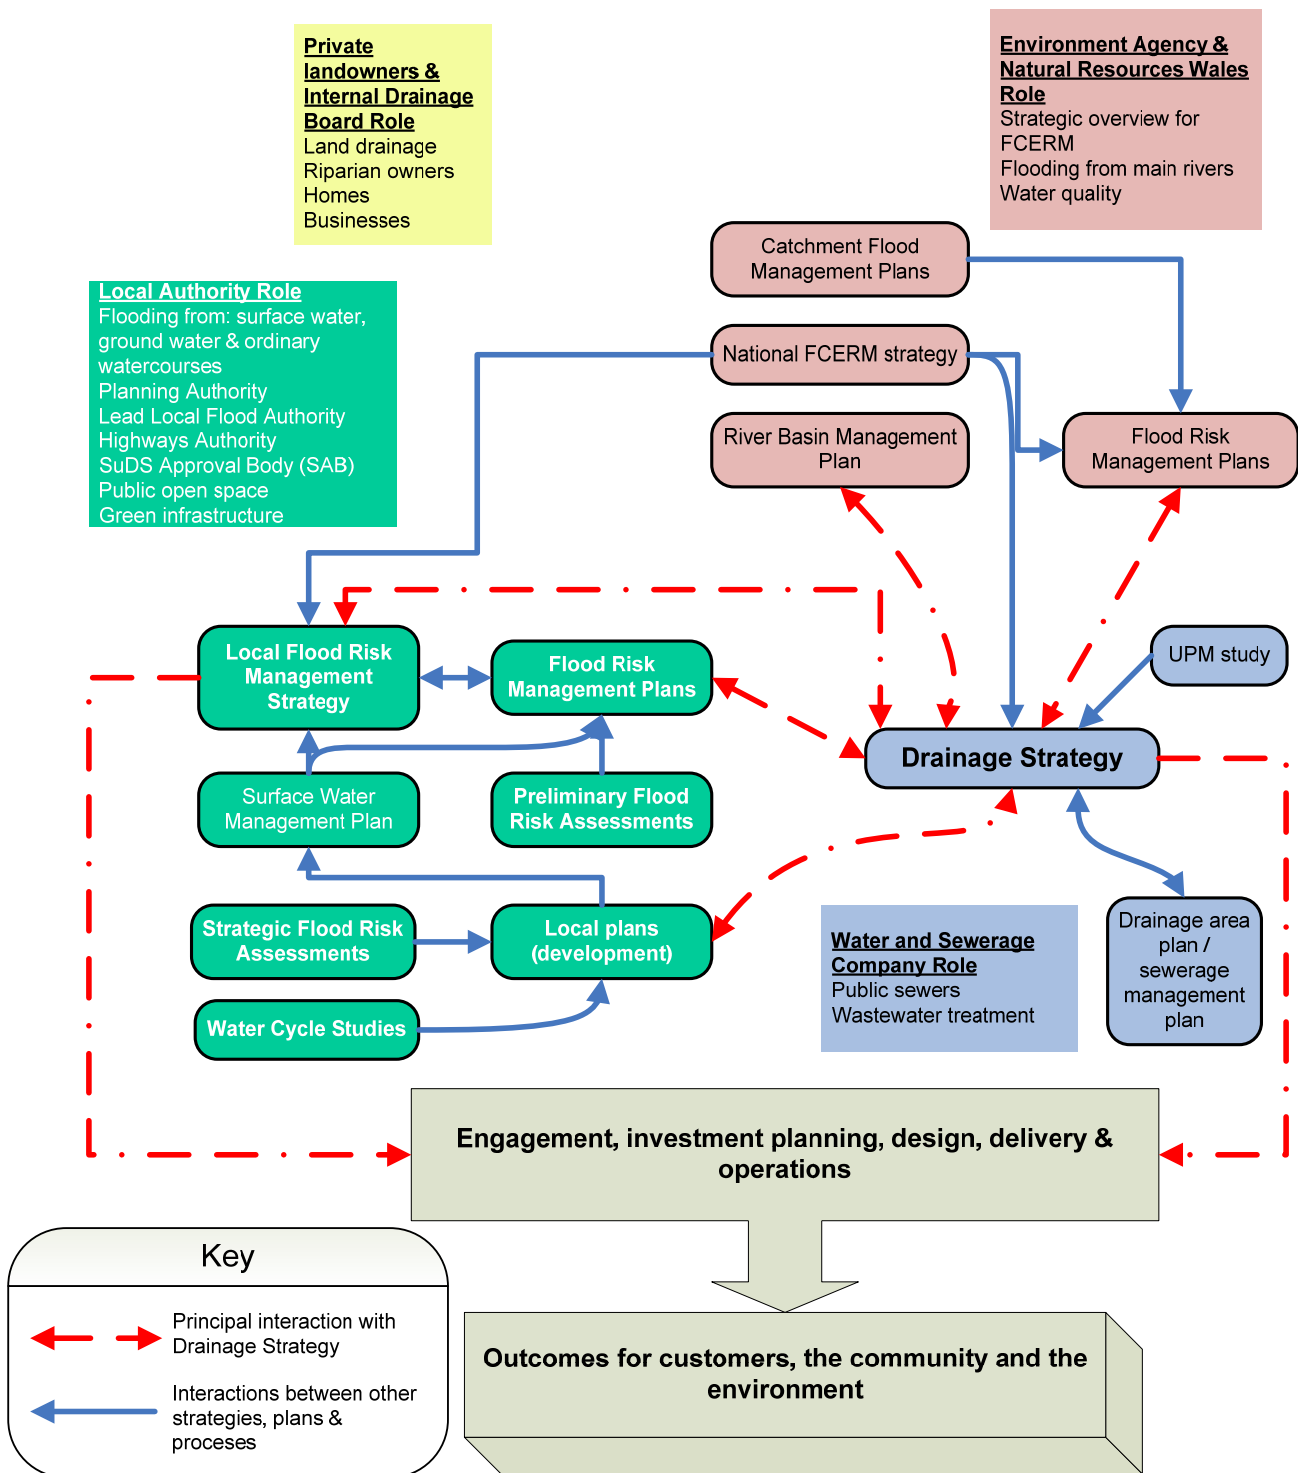 Private
landowners &
Internal Drainage
Board Role
Land drainage
Riparian owners
Homes
Businesses
Environment Agency &
Natural Resources Wales
Role
Strategic overview for
FCERM
Flooding from main rivers
Water quality
Catchment Flood
Management Plans
Local Authority Role
Flooding from: surface water,
ground water & ordinary
watercourses
Planning Authority
Lead Local Flood Authority
Highways Authority
SuDS Approval Body (SAB)
Public open space
Green infrastructure
National FCERM strategy
River Basin Management
Plan
Flood Risk
Management Plans
Local Flood Risk
Management
Strategy
Flood Risk
Management Plans
UPM study
Drainage Strategy
Surface Water
Management Plan
Preliminary Flood
Risk Assessments
Strategic Flood Risk
Assessments
Local plans
(development)
Water and Sewerage
Company Role
Public sewers
Wastewater treatment
Drainage area
plan /
sewerage
management
plan
Water Cycle Studies
Engagement, investment planning, design, delivery &
operations
Key
Principal interaction with
Drainage Strategy
Interactions between other
strategies, plans &
proceses
Outcomes for customers, the community and the
environment